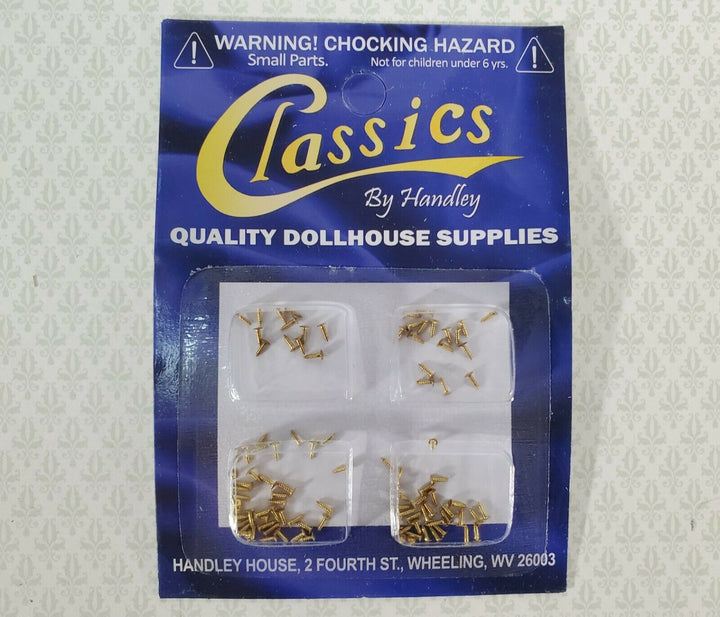 WARNING! CHOCKING HAZARD
Small Parts. Not for children under 6 yrs.
Classics
By Handley
QUALITY DOLLHOUSE SUPPLIES
HANDLEY HOUSE, 2 FOURTH ST., WHEELING, WV 26003